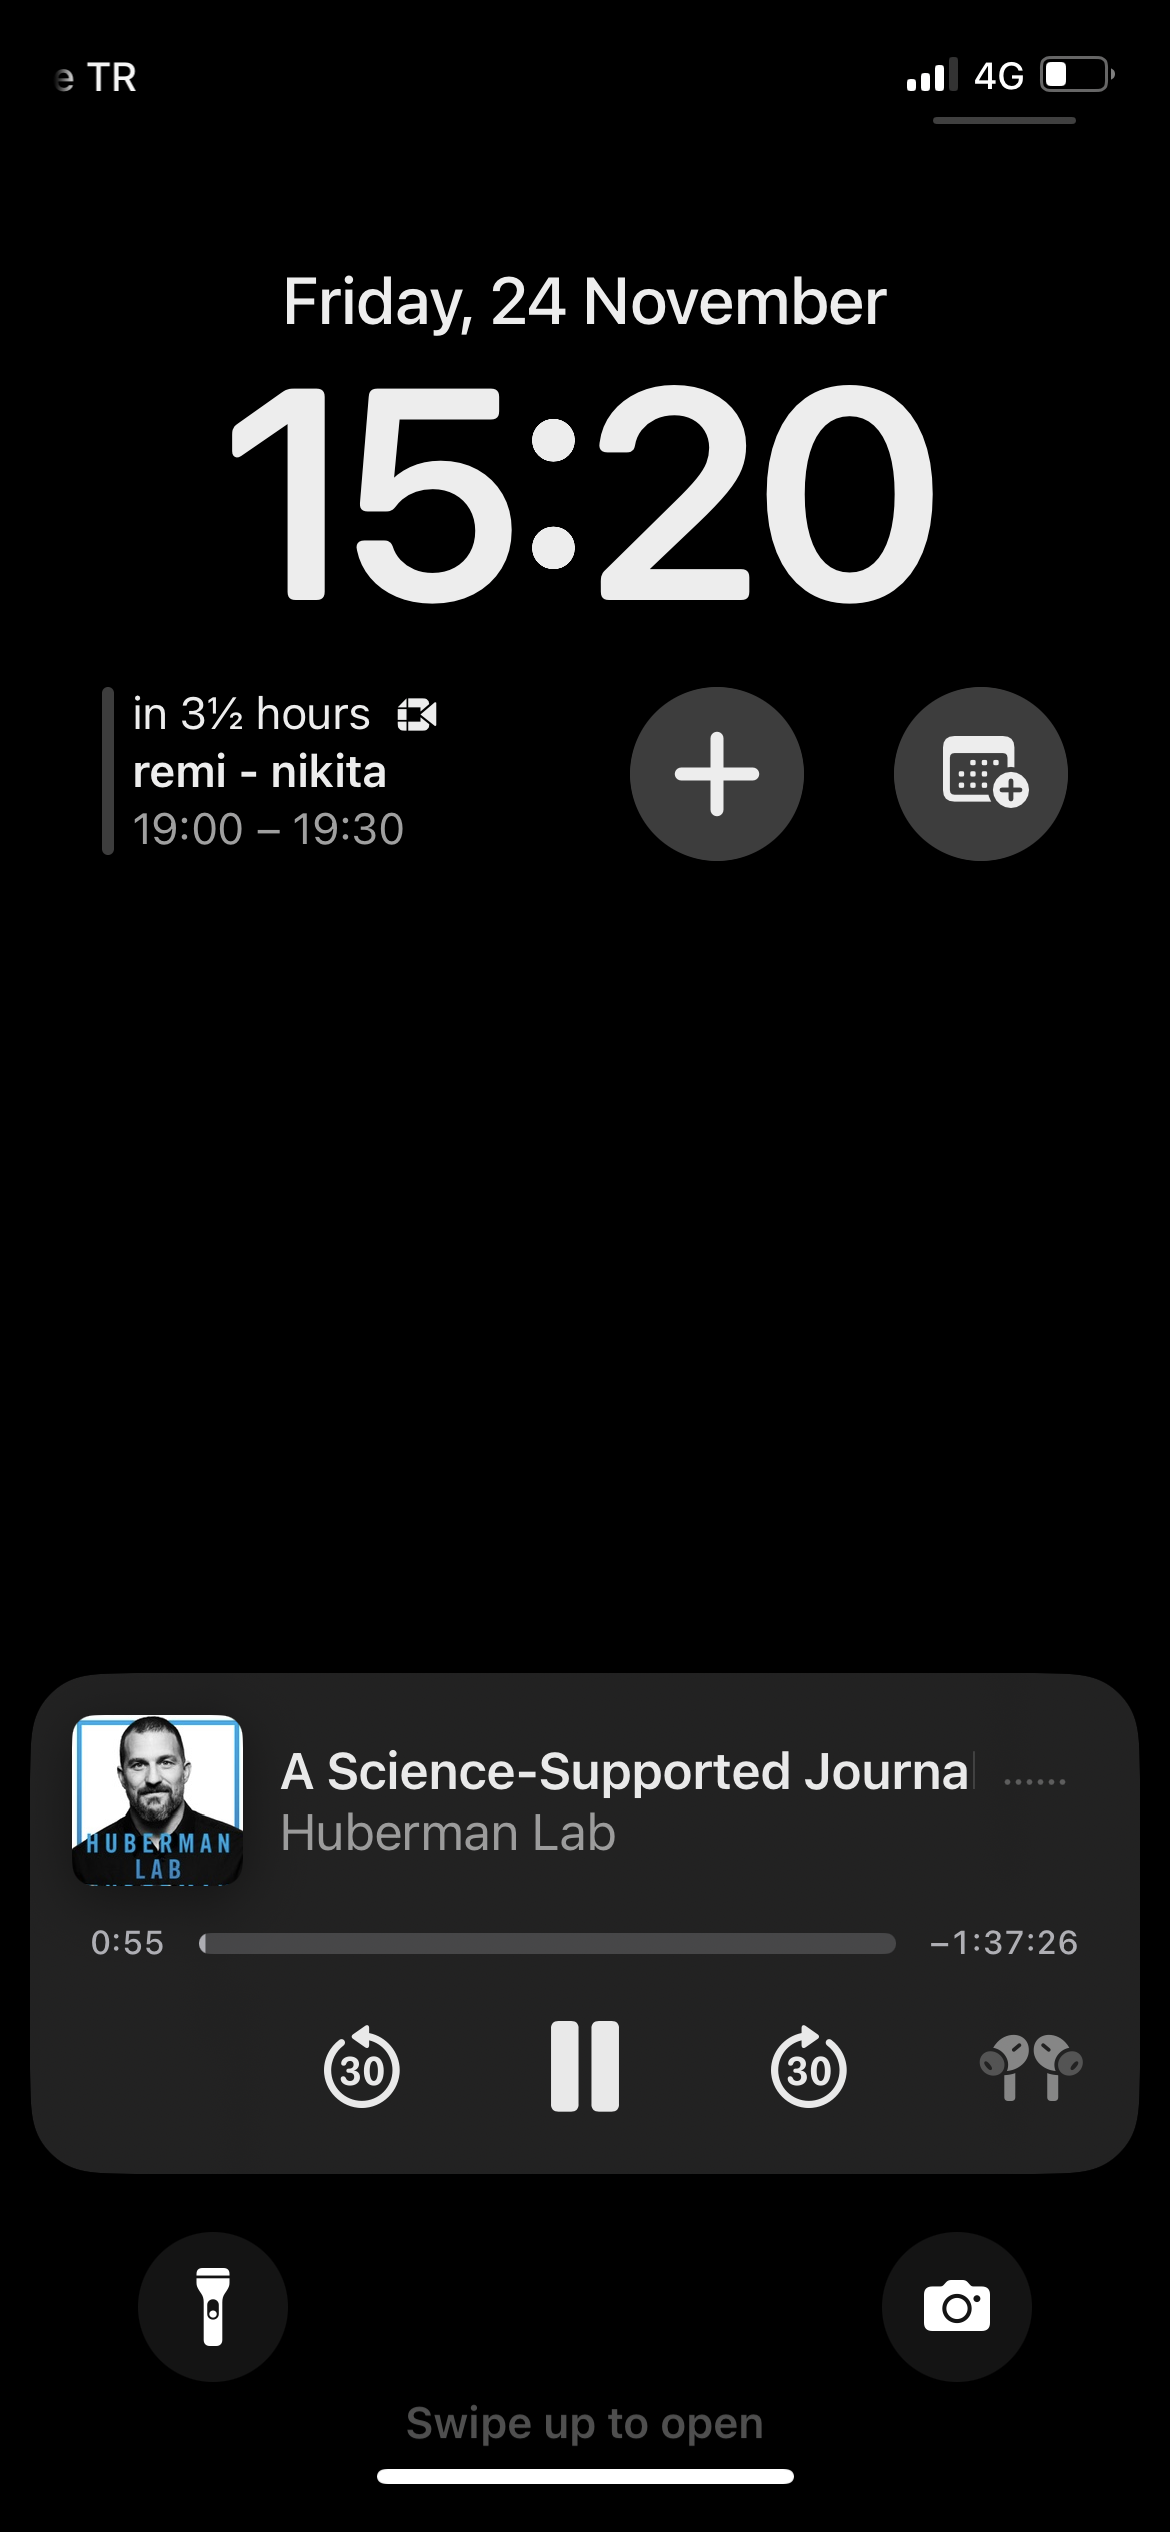 e TR
4G
Friday, 24 November
15:20
in 3½ hours
remi - nikita
19:00 – 19:30
A Science-Supported Journal
Huberman Lab
HUBERMAN
LAB
0:55
–1:37:26
30
30
Swipe up to open